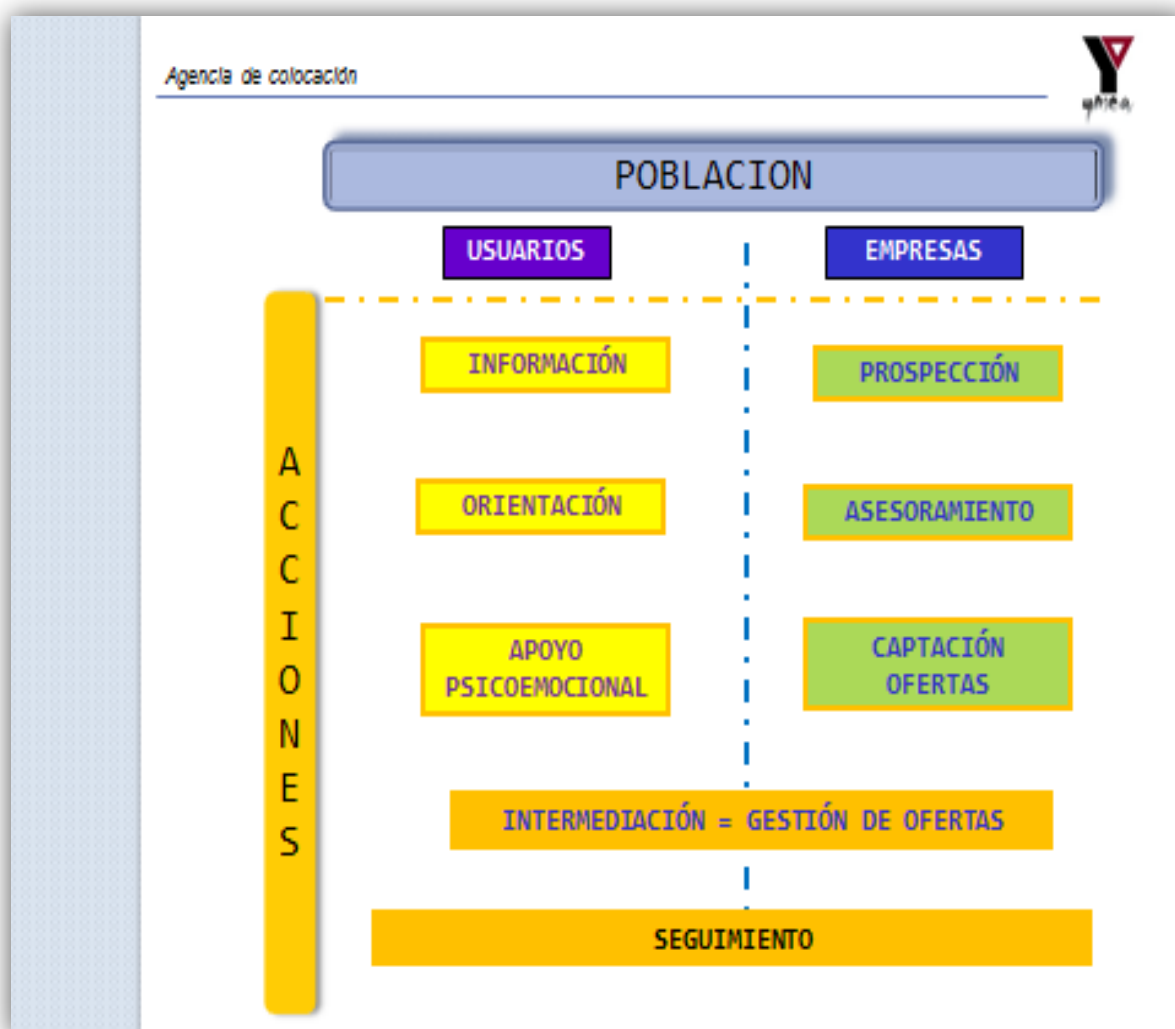 Agencia de colocación
ymca
POBLACION
USUARIOS
EMPRESAS
INFORMACIÓN
PROSPECCIÓN
ORIENTACIÓN
ASESORAMIENTO
APOYO
PSICOEMOCIONAL
CAPTACIÓN
OFERTAS
INTERMEDIACIÓN = GESTIÓN DE OFERTAS
SEGUIMIENTO
A
C
C
I
O
N
E
S